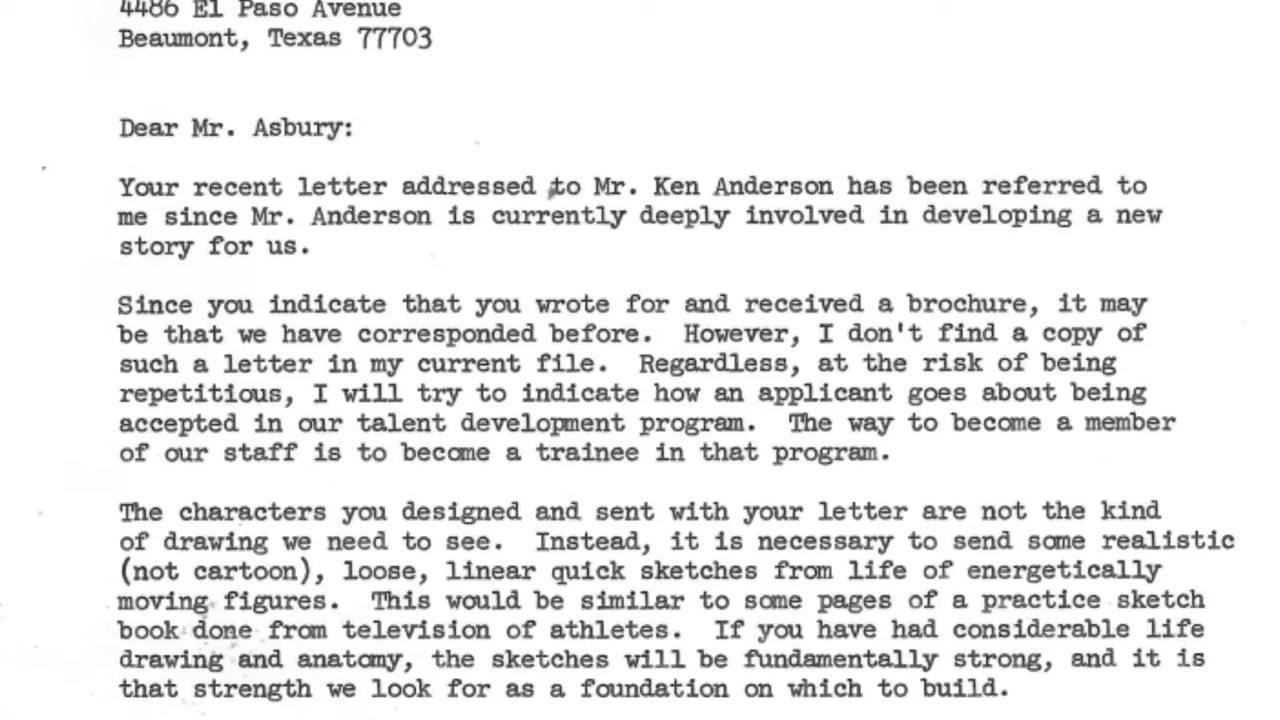 4486 El Paso Avenue
Beaumont, Texas 77703
Dear Mr. Asbury:
Your recent letter addressed to Mr. Ken Anderson has been referred to
me since Mr. Anderson is currently deeply involved in developing a new
story for us.
Since you indicate that you wrote for and received a brochure, it may
be that we have corresponded before. However, I don't find a copy of
such a letter in my current file. Regardless, at the risk of being
repetitious, I will try to indicate how an applicant goes about being
accepted in our talent development program. The way to become a member
of our staff is to become a trainee in that program.
The characters you designed and sent with your letter are not the kind
of drawing we need to see. Instead, it is necessary to send some realistic
(not cartoon), loose, linear quick sketches from life of energetically
moving figures. This would be similar to some pages of a practice sketch
book done from television of athletes. If you have had considerable life
drawing and anatomy, the sketches will be fundamentally strong, and it is
that strength we look for as a foundation on which to build.